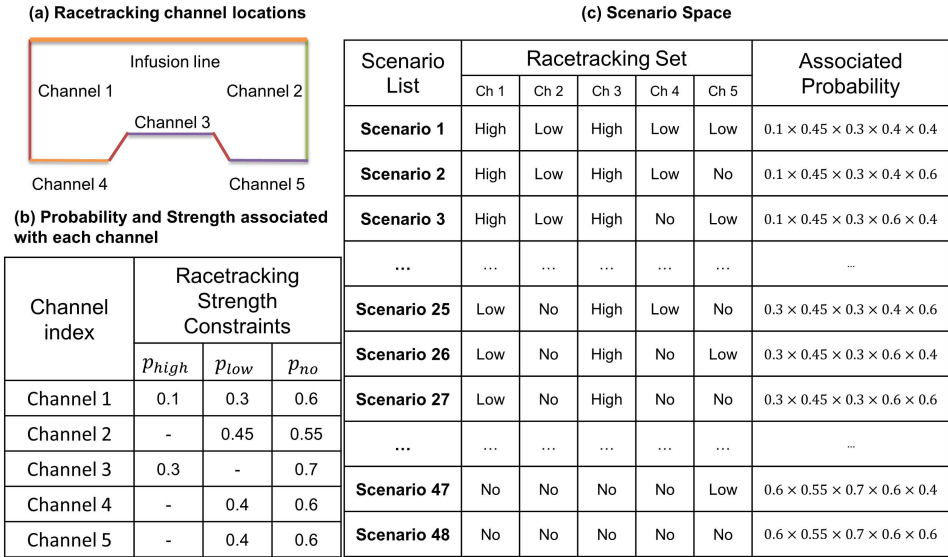 (a) Racetracking channel locations
Infusion line
Channel 1
Channel 2
Channel 3
Channel 4
Channel 5
(b) Probability and Strength associated
with each channel
Channel
index
Racetracking
Strength
Constraints
p_high p_low p_no
Channel 1 0.1 0.3 0.6
Channel 2 - 0.45 0.55
Channel 3 0.3 - 0.7
Channel 4 - 0.4 0.6
Channel 5 - 0.4 0.6
(c) Scenario Space
Scenario
List
Racetracking Set
Associated
Probability
Ch 1 Ch 2 Ch 3 Ch 4 Ch 5
Scenario 1 High Low High Low Low 0.1 × 0.45 × 0.3 × 0.4 × 0.4
Scenario 2 High Low High Low No 0.1 × 0.45 × 0.3 × 0.4 × 0.6
Scenario 3 High Low High No Low 0.1 × 0.45 × 0.3 × 0.6 × 0.4
... ... ... ... ... ... ...
Scenario 25 Low No High Low No 0.3 × 0.45 × 0.3 × 0.4 × 0.6
Scenario 26 Low No High No Low 0.3 × 0.45 × 0.3 × 0.6 × 0.4
Scenario 27 Low No High No No 0.3 × 0.45 × 0.3 × 0.6 × 0.6
... ... ... ... ... ... ...
Scenario 47 No No No No Low 0.6 × 0.55 × 0.7 × 0.6 × 0.4
Scenario 48 No No No No No 0.6 × 0.55 × 0.7 × 0.6 × 0.6